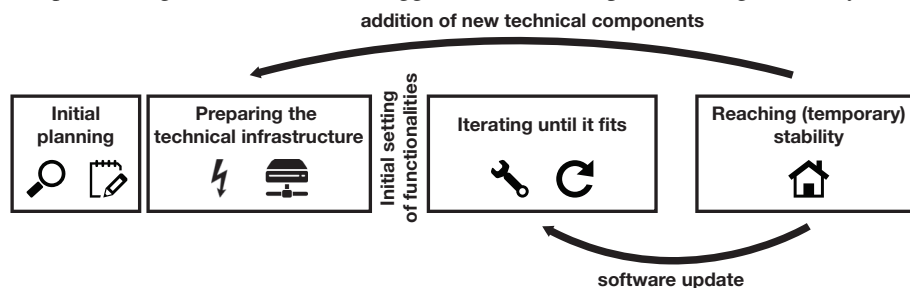 addition of new technical components
Initial
planning
Preparing the
technical infrastructure
Initial setting
of functionalities
Iterating until it fits
Reaching (temporary)
stability
software update